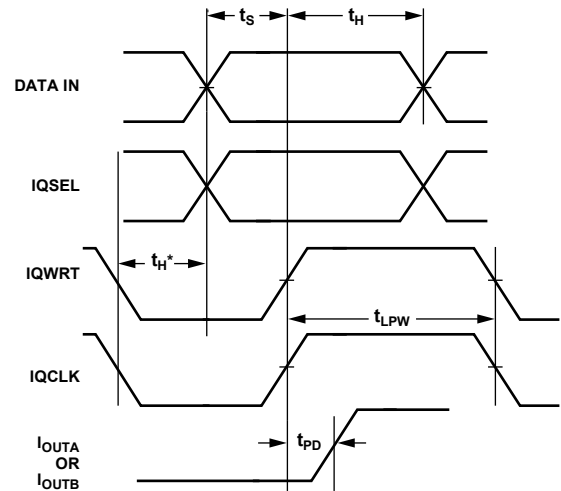 tS
tH
DATA IN
IQSEL
tH*
IQWRT
tLPW
IQCLK
tPD
IOUTA
OR
IOUTB